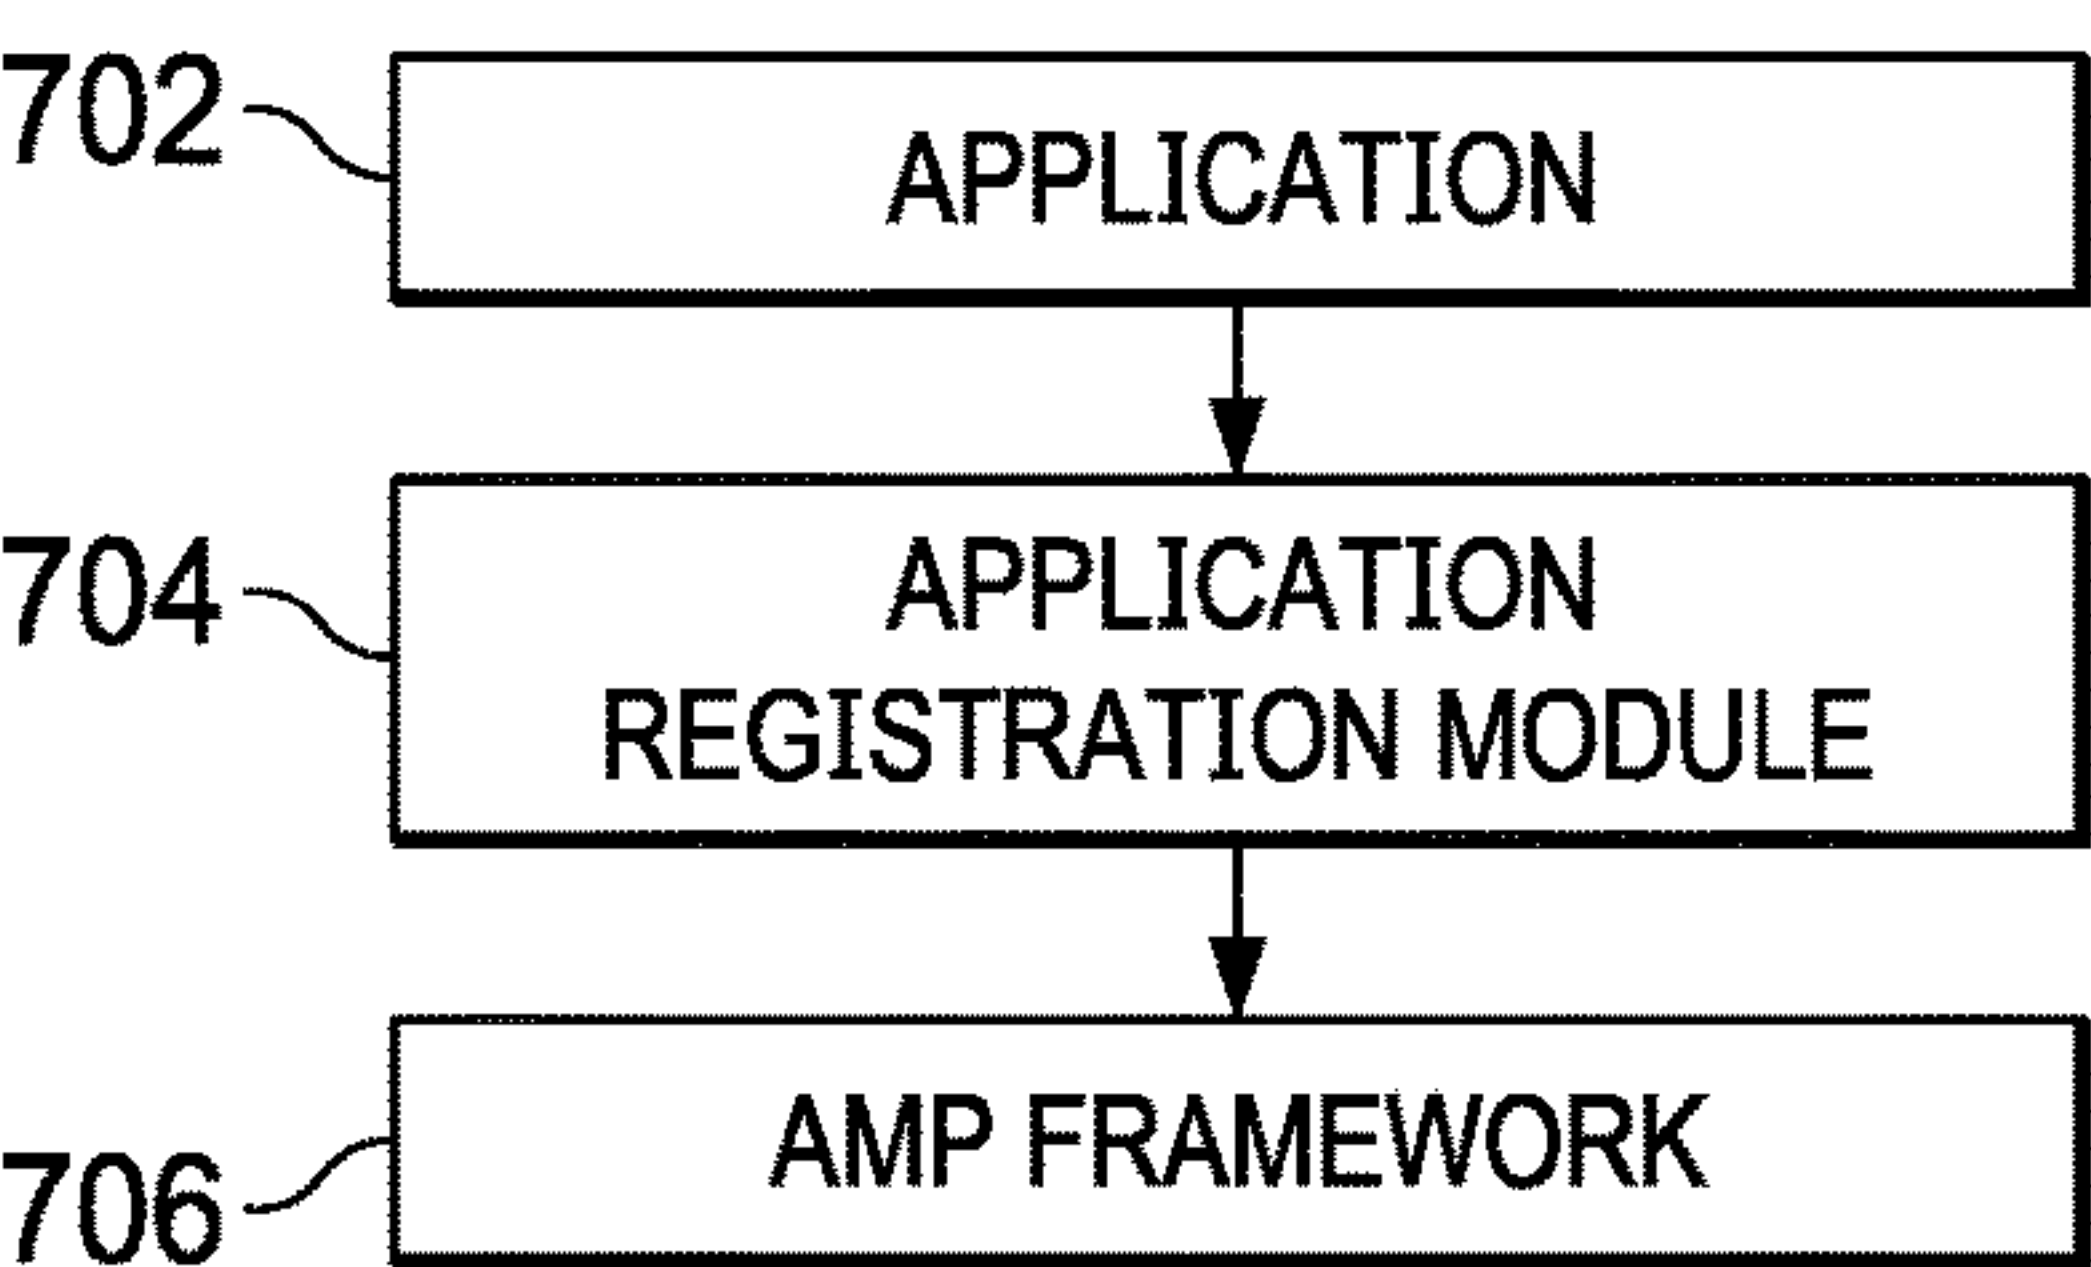 702
APPLICATION
704
APPLICATION
REGISTRATION MODULE
706
AMP FRAMEWORK